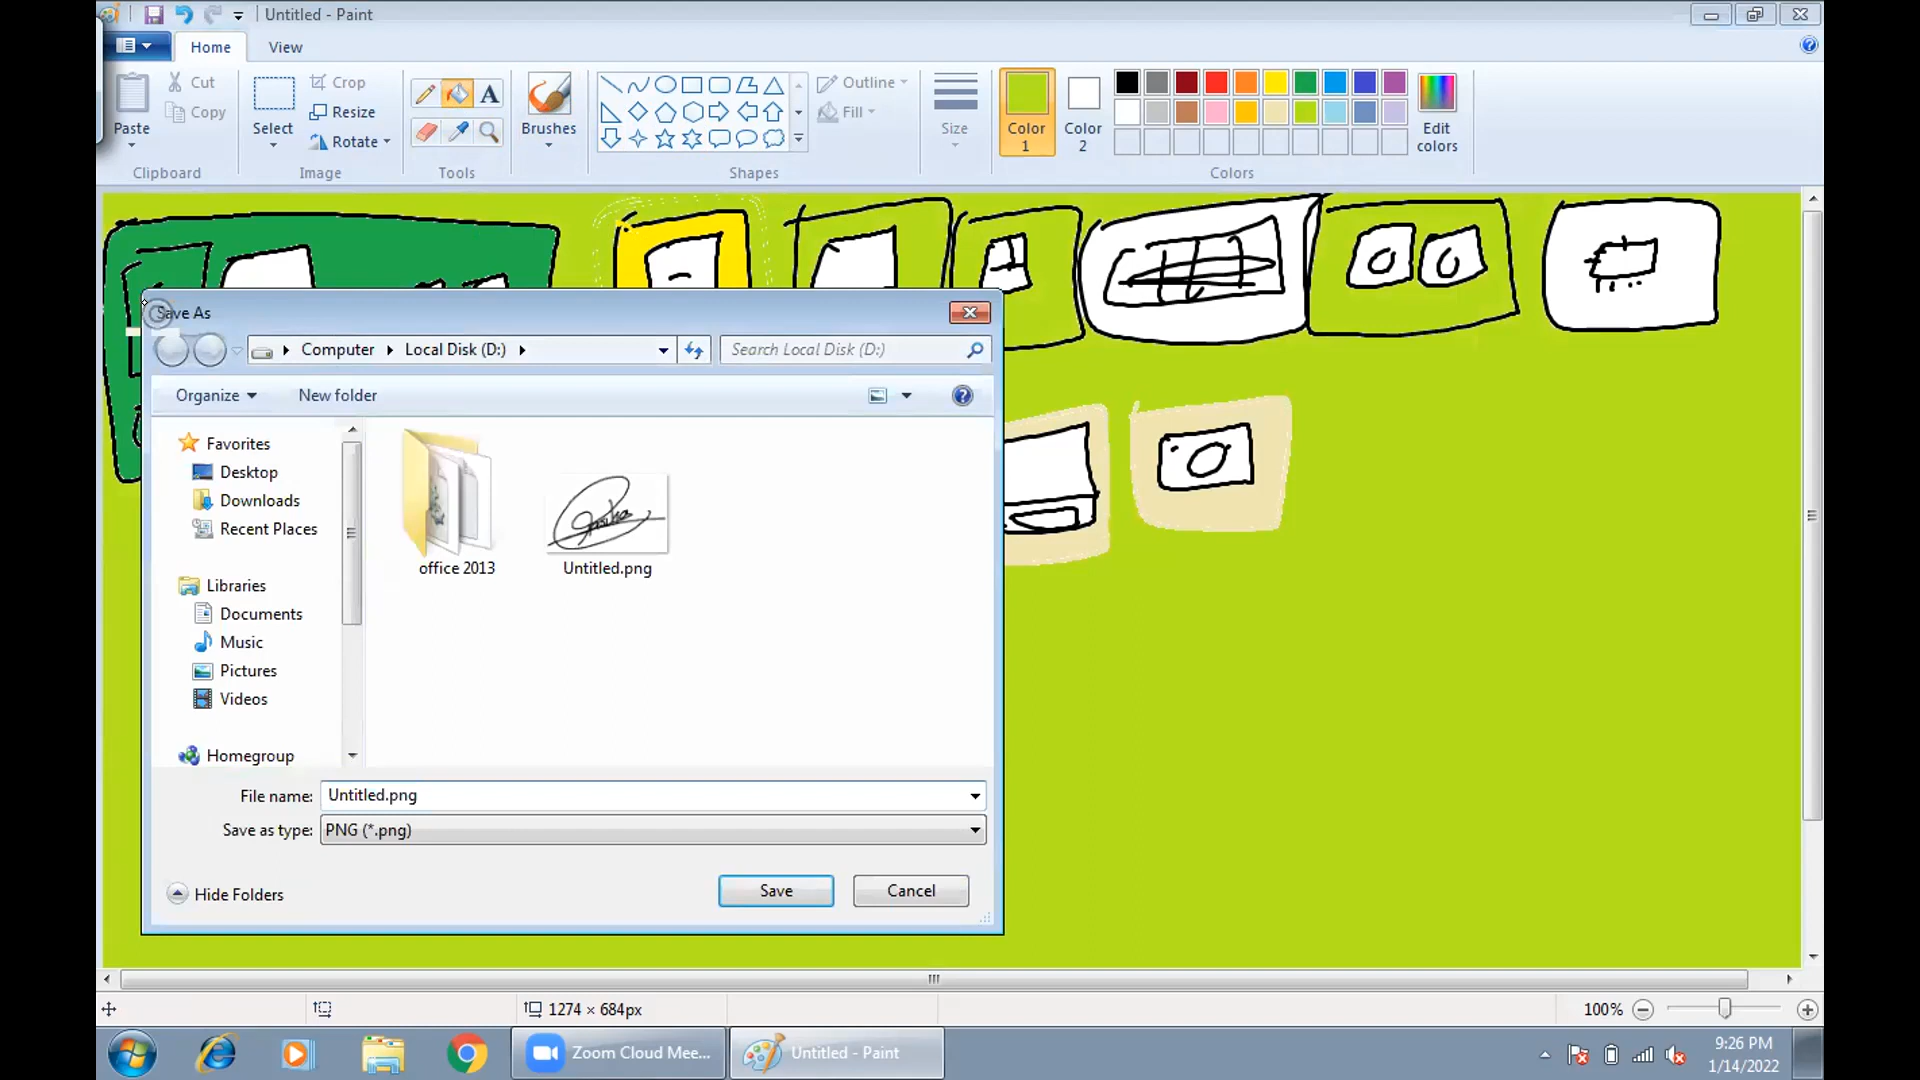 Untitled - Paint
Home View
Cut
Copy
Paste
Clipboard
Crop
Resize
Rotate
Select
Image
A
Tools
Brushes
Shapes
Outline
Fill
Size
Color 1
Color 2
Edit colors
Colors
Save As
Computer Local Disk (D:) Search Local Disk (D:)
Organize New folder
Favorites
Desktop
Downloads
Recent Places
Libraries
Documents
Music
Pictures
Videos
Homegroup
office 2013
Untitled.png
File name: Untitled.png
Save as type: PNG (*.png)
Hide Folders Save Cancel
1274 × 684px 100%
Zoom Cloud Mee... Untitled - Paint
9:26 PM
1/14/2022